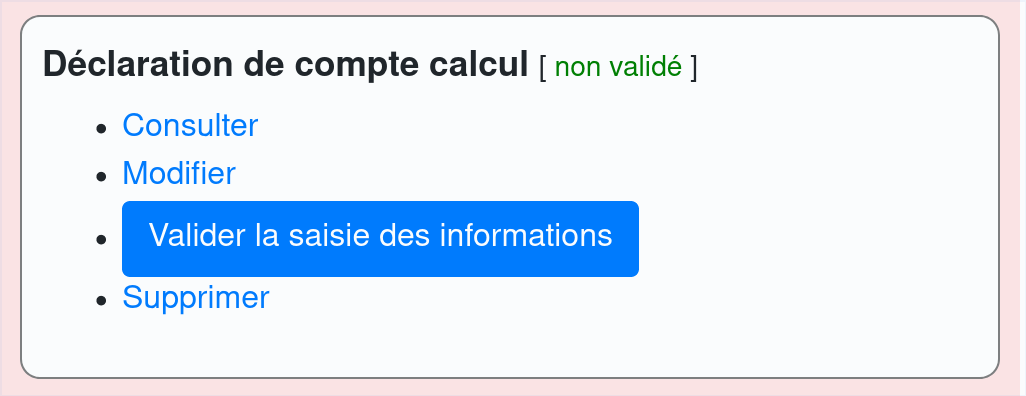 Déclaration de compte calcul [ non validé ]
• Consulter
• Modifier
• Valider la saisie des informations
• Supprimer